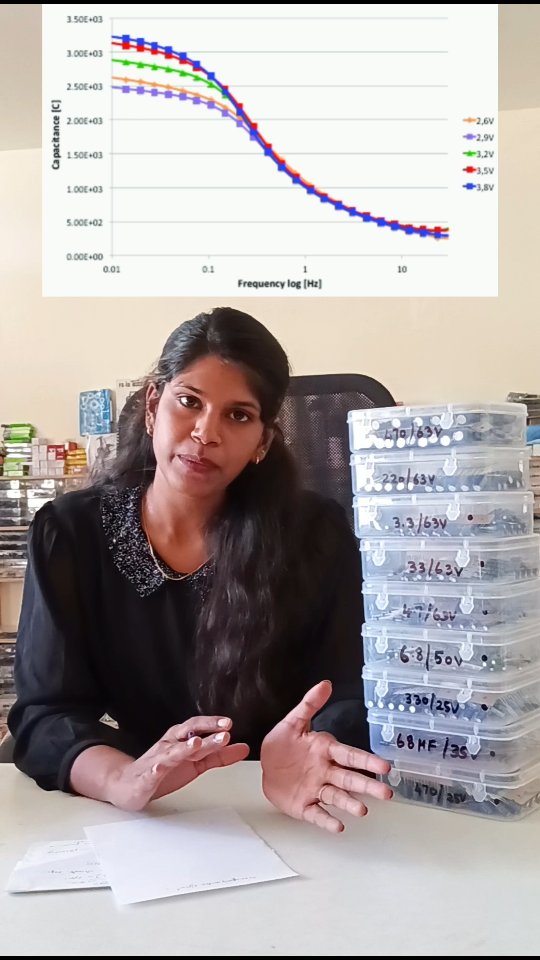 3.50E+03
3.00E+03
2.50E+03
2.00E+03
1.50E+03
1.00E+03
5.00E+02
0.00E+00
Capacitance [C]
0.01 0.1 1 10
Frequency log [Hz]
2,6V
2,9V
3,2V
3,5V
3,8V
470/63V
220/63V
3.3/63V
33/63V
47/63V
6.8/50V
330/25V
68MF/35V
470/25V